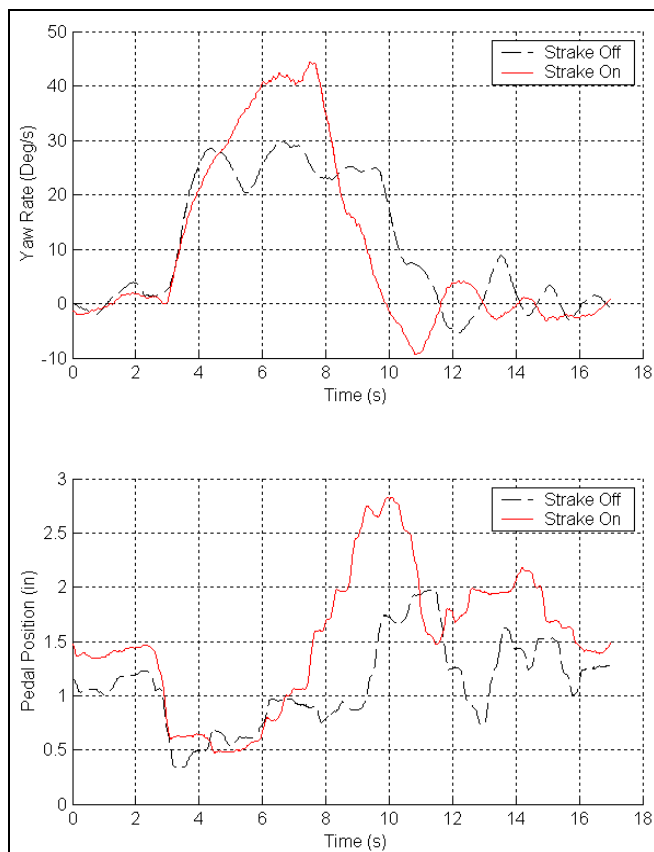 50
40
30
20
10
0
-10
Yaw Rate (Deg/s)
Strake Off
Strake On
0 2 4 6 8 10 12 14 16 18
Time (s)
3
2.5
2
1.5
1
0.5
0
Pedal Position (in)
Strake Off
Strake On
0 2 4 6 8 10 12 14 16 18
Time (s)